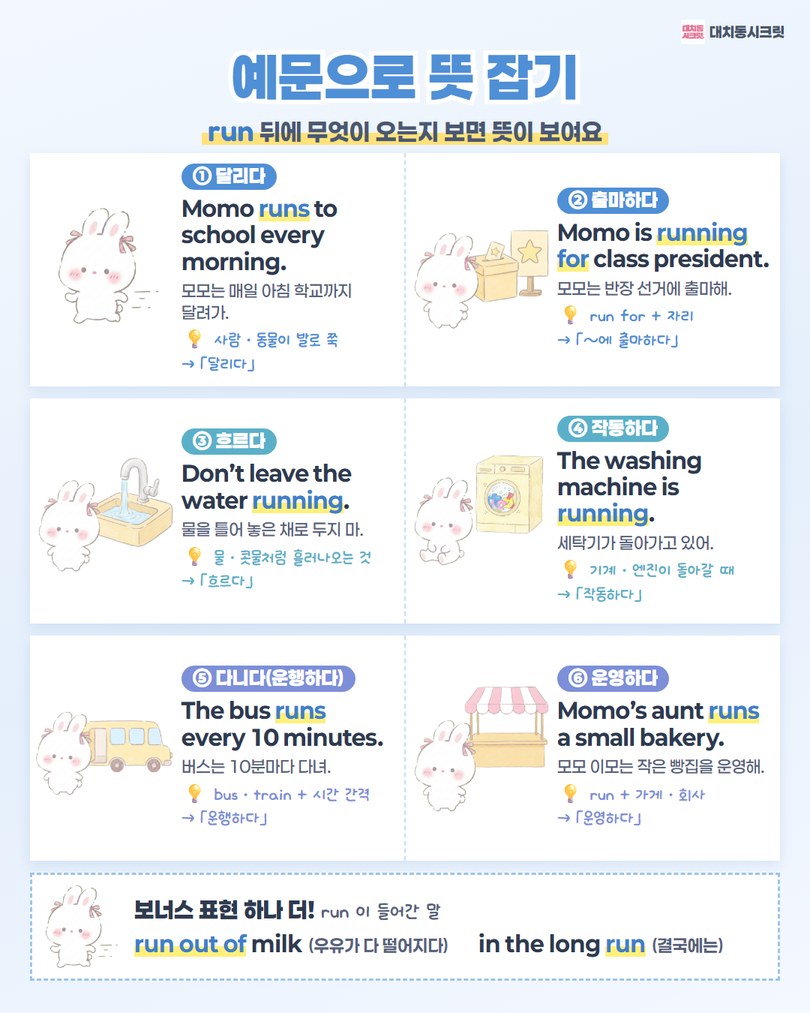 대치동시크릿 대치동시크릿
예문으로 뜻 잡기
run 뒤에 무엇이 오는지 보면 뜻이 보여요
① 달리다
Momo runs to
school every
morning.
모모는 매일 아침 학교까지
달려가.
사람·동물이 발로 쭉
→「달리다」
② 출마하다
Momo is running
for class president.
모모는 반장 선거에 출마해.
run for + 자리
→「~에 출마하다」
③ 흐르다
Don't leave the
water running.
물을 틀어 놓은 채로 두지 마.
물·콧물처럼 흘러나오는 것
→「흐르다」
④ 작동하다
The washing
machine is
running.
세탁기가 돌아가고 있어.
기계·엔진이 돌아갈 때
→「작동하다」
⑤ 다니다(운행하다)
The bus runs
every 10 minutes.
버스는 10분마다 다녀.
bus·train + 시간 간격
→「운행하다」
⑥ 운영하다
Momo's aunt runs
a small bakery.
모모 이모는 작은 빵집을 운영해.
run + 가게·회사
→「운영하다」
보너스 표현 하나 더! run 이 들어간 말
run out of milk (우유가 다 떨어지다) in the long run (결국에는)